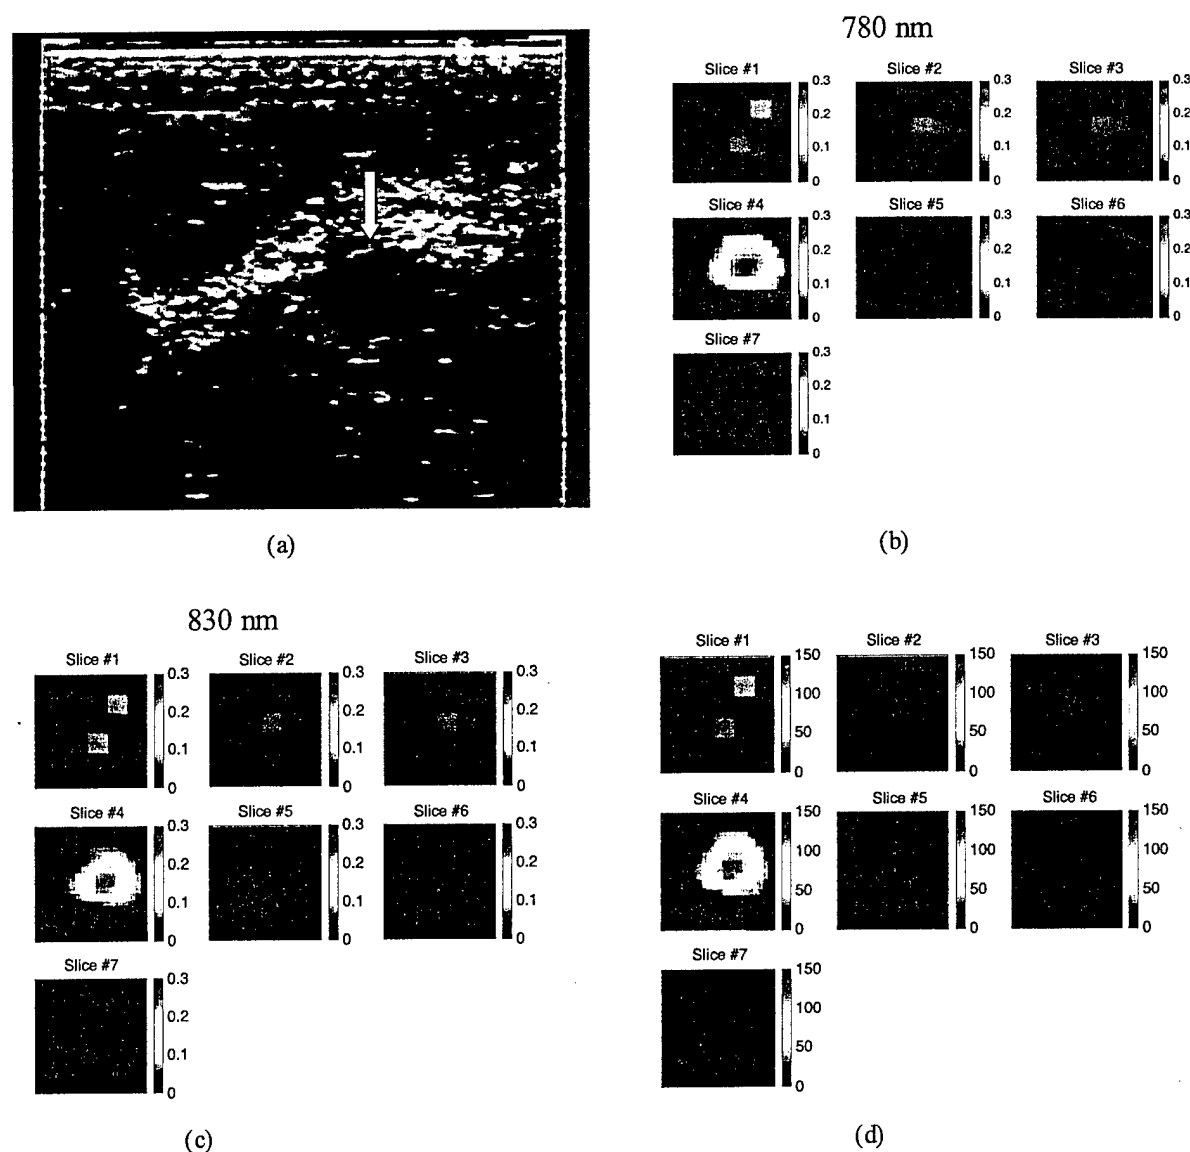 780 nm
Slice #1 Slice #2 Slice #3
0.3 0.3 0.3
0.2 0.2 0.2
0.1 0.1 0.1
0 0 0
Slice #4 Slice #5 Slice #6
0.3 0.3 0.3
0.2 0.2 0.2
0.1 0.1 0.1
0 0 0
Slice #7
0.3
0.2
0.1
0
(a)
(b)
830 nm
Slice #1 Slice #2 Slice #3
0.3 0.3 0.3
0.2 0.2 0.2
0.1 0.1 0.1
0 0 0
Slice #4 Slice #5 Slice #6
0.3 0.3 0.3
0.2 0.2 0.2
0.1 0.1 0.1
0 0 0
Slice #7
0.3
0.2
0.1
0
(c)
Slice #1 Slice #2 Slice #3
150 150 150
100 100 100
50 50 50
0 0 0
Slice #4 Slice #5 Slice #6
150 150 150
100 100 100
50 50 50
0 0 0
Slice #7
150
100
50
0
(d)